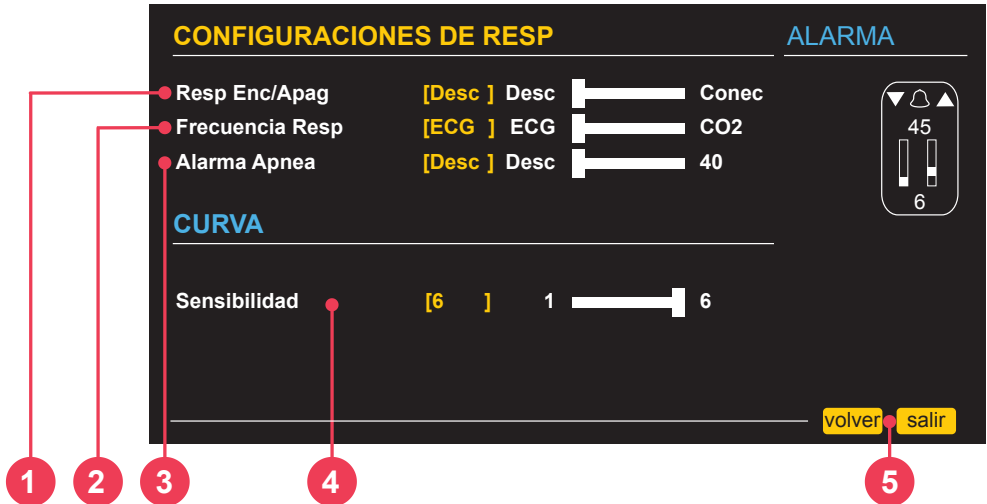 CONFIGURACIONES DE RESP
ALARMA
Resp Enc/Apag [Desc ] Desc Conec
Frecuencia Resp [ECG ] ECG CO2
Alarma Apnea [Desc ] Desc 40
45
6
CURVA
Sensibilidad [6 ] 1 6
volver salir
1 2 3 4 5